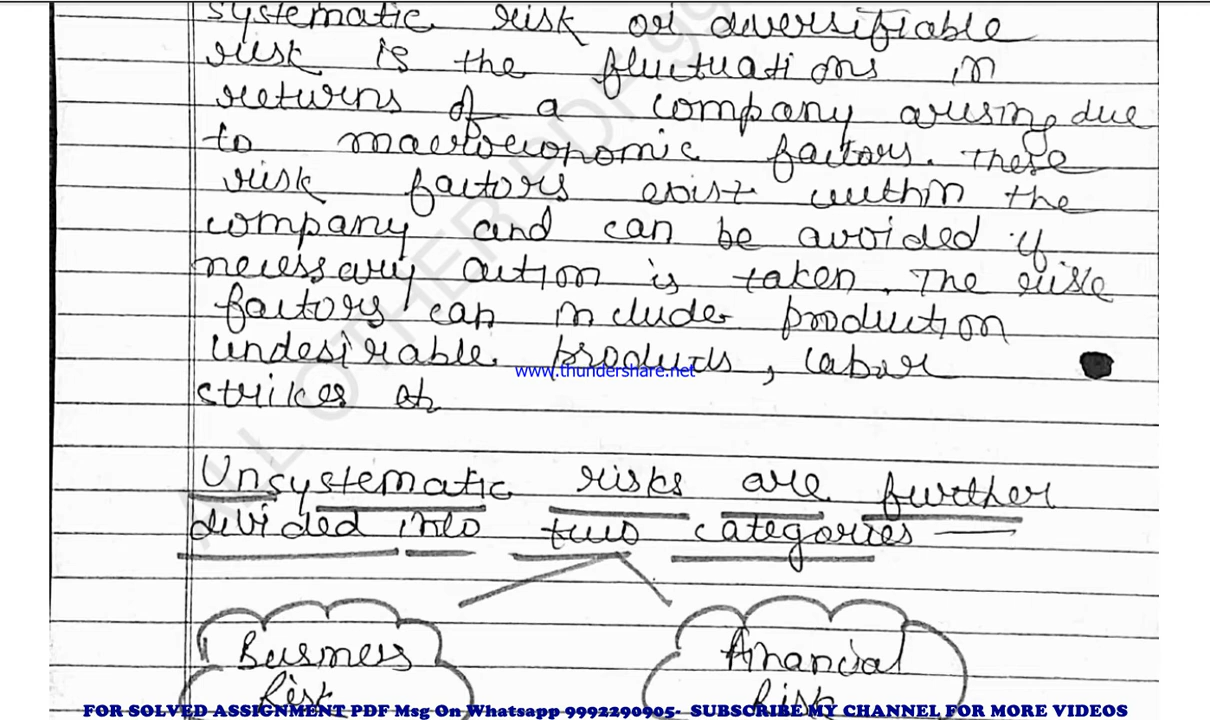 systematic risk or diversifiable
risk is the fluctuations in
returns of a company arising due
to macroeconomic factors. These
risk factors exist within the
company and can be avoided if
necessary action is taken. The risk
factors can include production
undesirable products, labor
strikes etc
www.thundershare.net
Unsystematic risks are further
divided into two categories —
Business
Risk
Financial
Risk
FOR SOLVED ASSIGNMENT PDF Msg On Whatsapp 9992290905- SUBSCRIBE MY CHANNEL FOR MORE VIDEOS